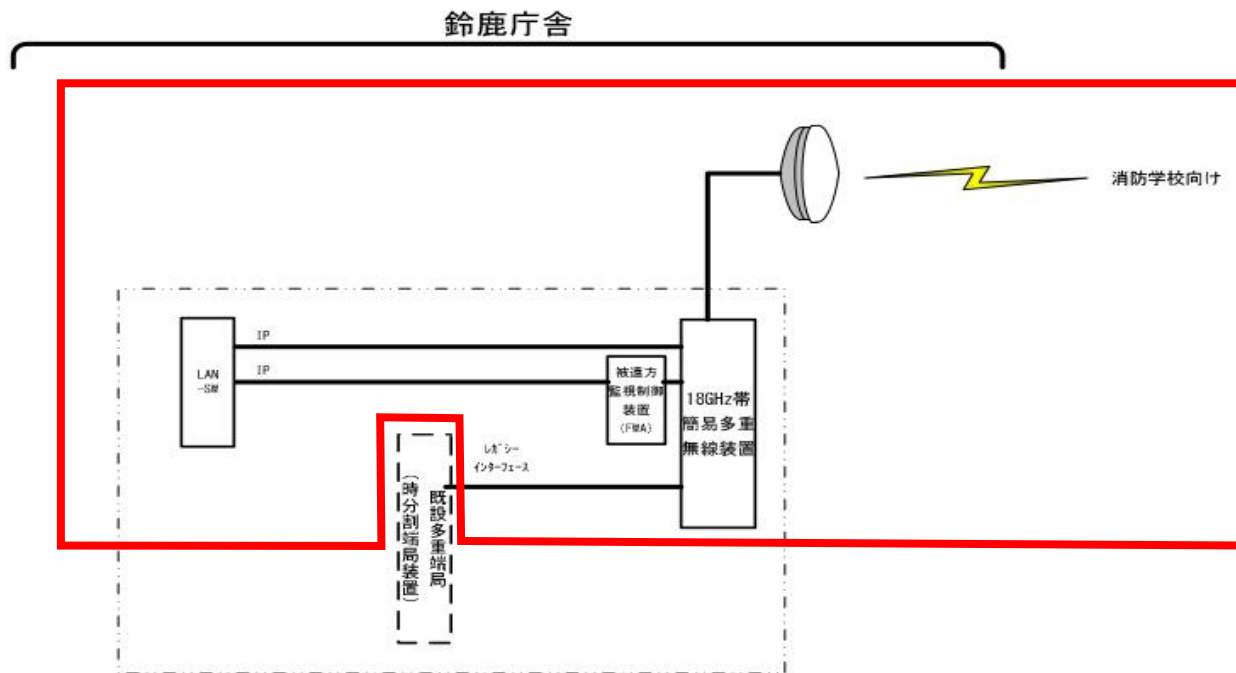 鈴鹿庁舎
消防学校向け
IP
IP
LAN
-SW
被遠方
監視制御
装置
(FWA)
18GHz帯
簡易多重
無線装置
レガシー
インターフェース
既設多重端局
(時分割端局装置)